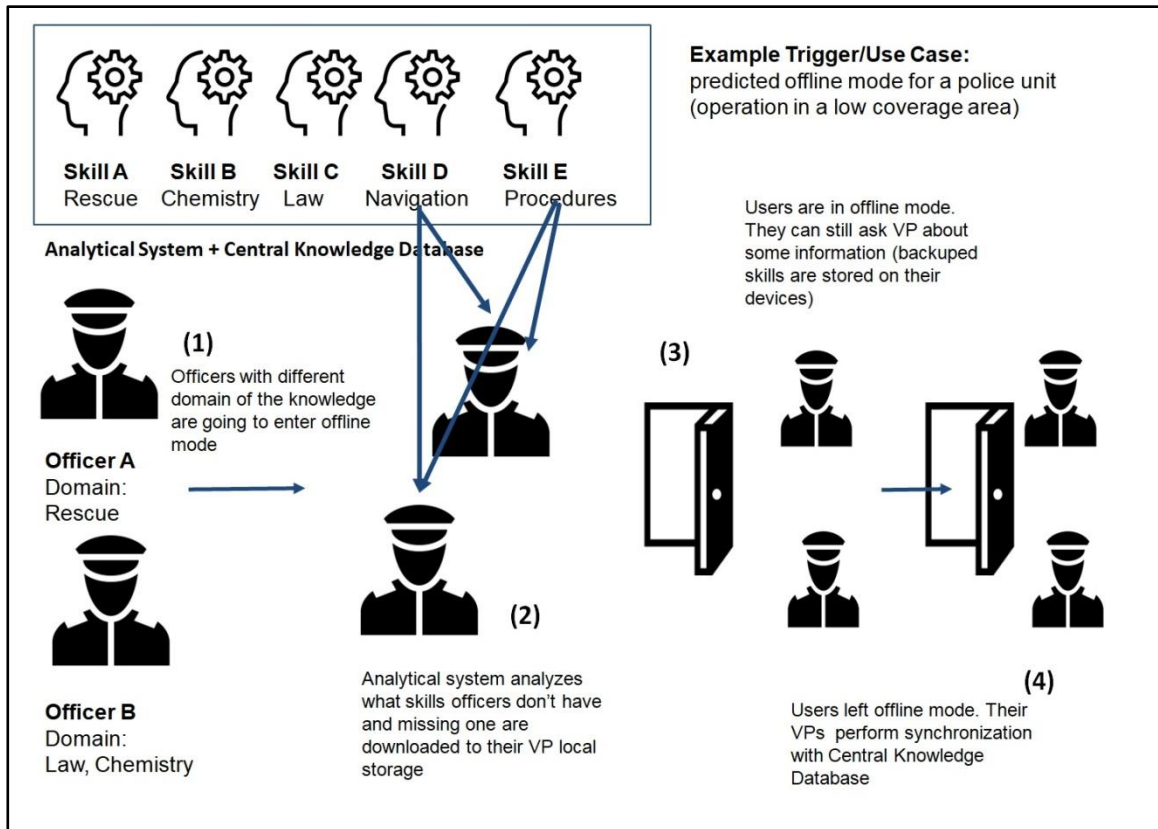 Skill A
Rescue
Skill B
Chemistry
Skill C
Law
Skill D
Navigation
Skill E
Procedures
Analytical System + Central Knowledge Database
Example Trigger/Use Case:
predicted offline mode for a police unit
(operation in a low coverage area)
(1)
Officers with different
domain of the knowledge
are going to enter offline
mode
Officer A
Domain:
Rescue
Officer B
Domain:
Law, Chemistry
(2)
Analytical system analyzes
what skills officers don’t have
and missing one are
downloaded to their VP local
storage
(3)
Users are in offline mode.
They can still ask VP about
some information (backuped
skills are stored on their
devices)
(4)
Users left offline mode. Their
VPs perform synchronization
with Central Knowledge
Database